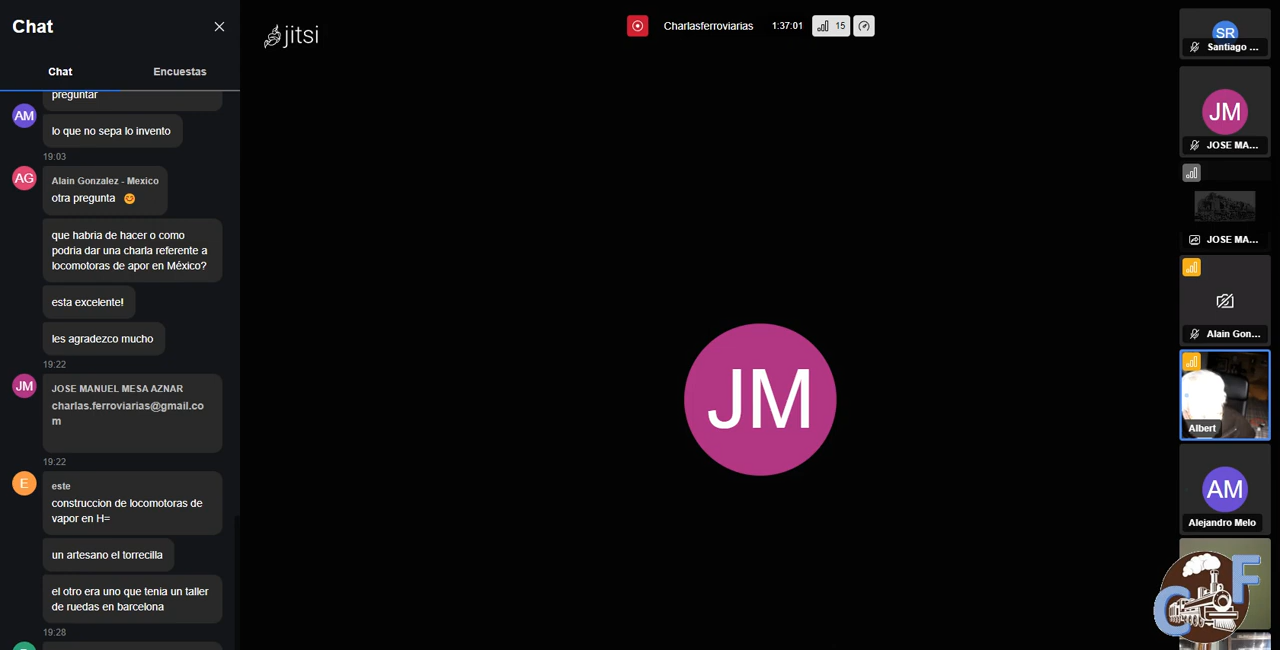 Chat
Chat
Encuestas
preguntar
AM
lo que no sepa lo invento
19:03
AG
Alain Gonzalez - Mexico
otra pregunta 😊
que habria de hacer o como
podria dar una charla referente a
locomotoras de apor en México?
esta excelente!
les agradezco mucho
19:22
JM
JOSE MANUEL MESA AZNAR
charlas.ferroviarias@gmail.co
m
19:22
E
este
construccion de locomotoras de
vapor en H=
un artesano el torrecilla
el otro era uno que tenia un taller
de ruedas en barcelona
19:28
jitsi
Charlasferroviarias
1:37:01
15
JM
SR
Santiago ...
JM
JOSE MA...
JOSE MA...
Alain Gon...
Albert
AM
Alejandro Melo
C F